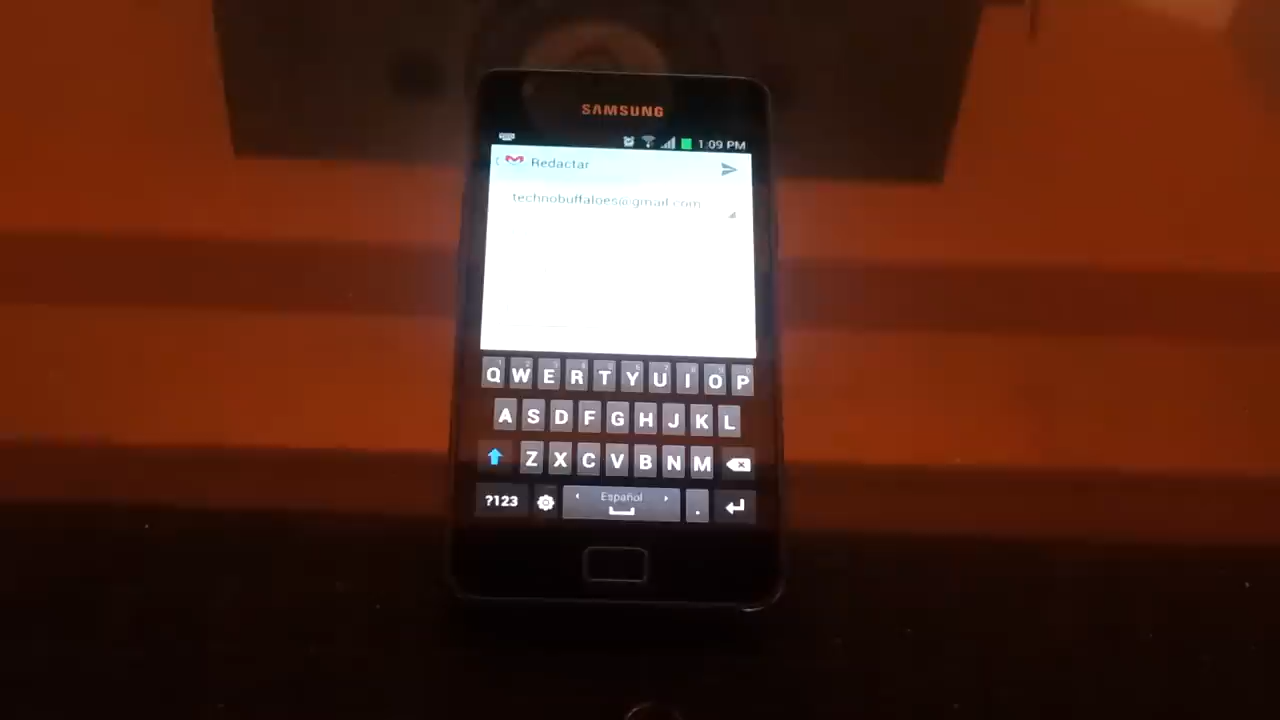 SAMSUNG
1:09 PM
Redactar
technobuffaloes@gmail.com
Q W E R T Y U I O P
A S D F G H J K L
Z X C V B N M
?123 Español .